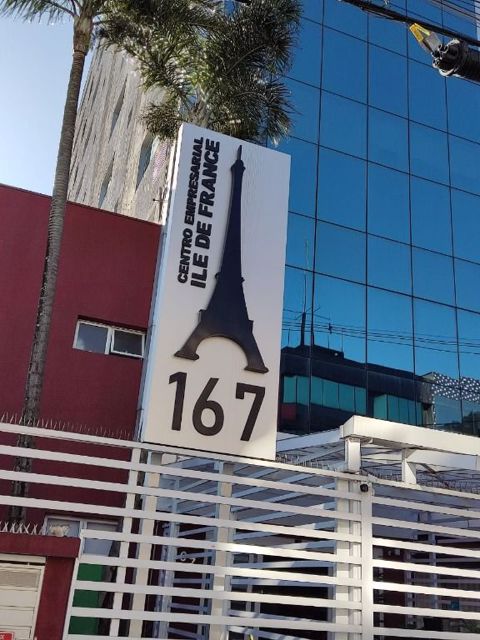 CENTRO EMPRESARIAL
ILE DE FRANCE
167